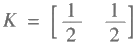 K = [ 1/2 1/2 ]